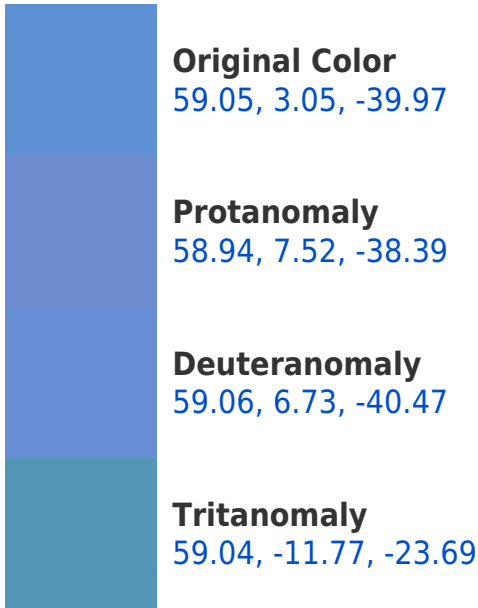 Original Color
59.05, 3.05, -39.97
Protanomaly
58.94, 7.52, -38.39
Deuteranomaly
59.06, 6.73, -40.47
Tritanomaly
59.04, -11.77, -23.69